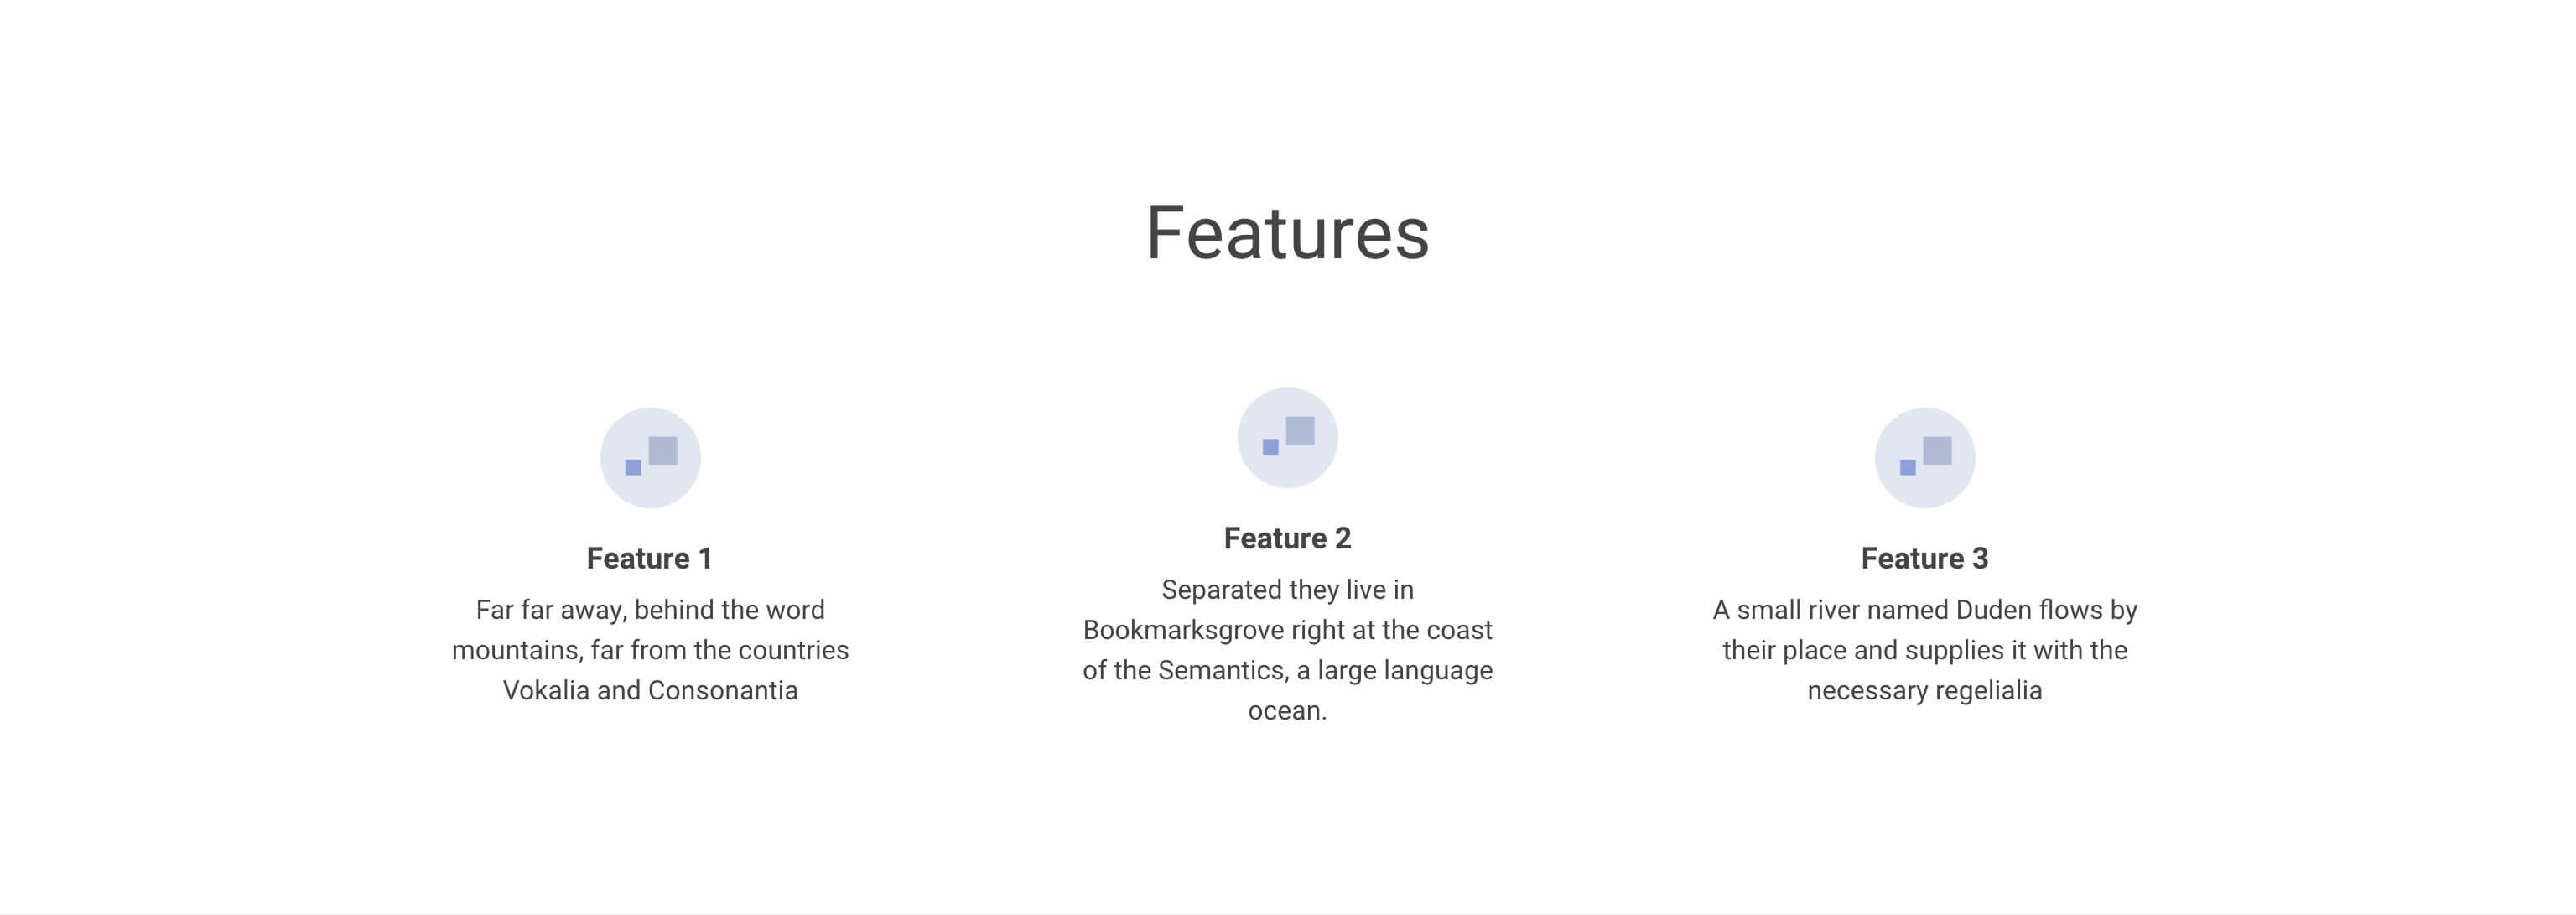 Features
Feature 1
Far far away, behind the word
mountains, far from the countries
Vokalia and Consonantia
Feature 2
Separated they live in
Bookmarksgrove right at the coast
of the Semantics, a large language
ocean.
Feature 3
A small river named Duden flows by
their place and supplies it with the
necessary regelialia